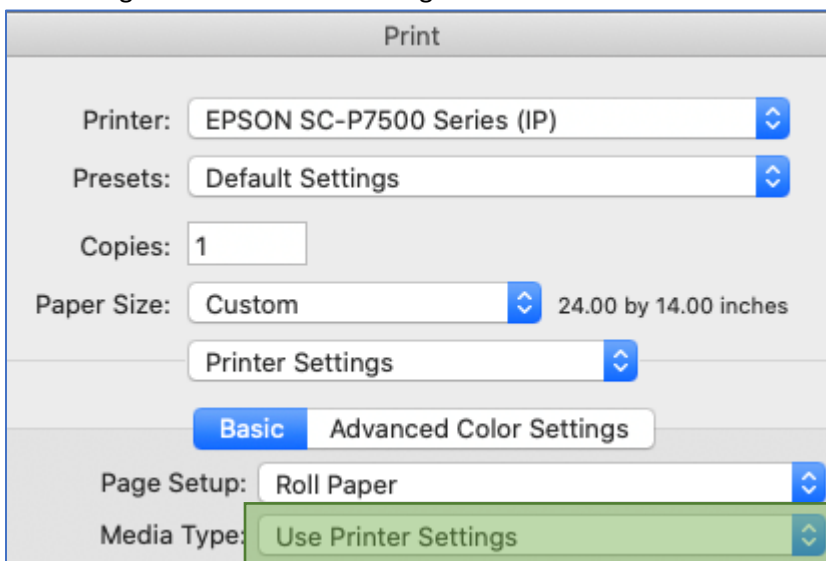 Print
Printer: EPSON SC-P7500 Series (IP)
Presets: Default Settings
Copies: 1
Paper Size: Custom 24.00 by 14.00 inches
Printer Settings
Basic Advanced Color Settings
Page Setup: Roll Paper
Media Type: Use Printer Settings